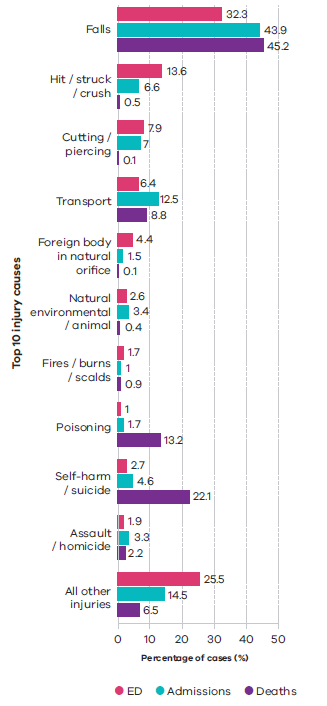 Top 10 injury causes
Falls
32.3
43.9
45.2
Hit / struck
/ crush
13.6
6.6
0.5
Cutting /
piercing
7.9
7
0.1
Transport
6.4
12.5
8.8
Foreign body
in natural
orifice
4.4
1.5
0.1
Natural
environmental
/ animal
2.6
3.4
0.4
Fires / burns
/ scalds
1.7
1
0.9
Poisoning
1
1.7
13.2
Self-harm
/ suicide
2.7
4.6
22.1
Assault
/ homicide
1.9
3.3
2.2
All other
injuries
25.5
14.5
6.5
0 10 20 30 40 50
Percentage of cases (%)
ED Admissions Deaths